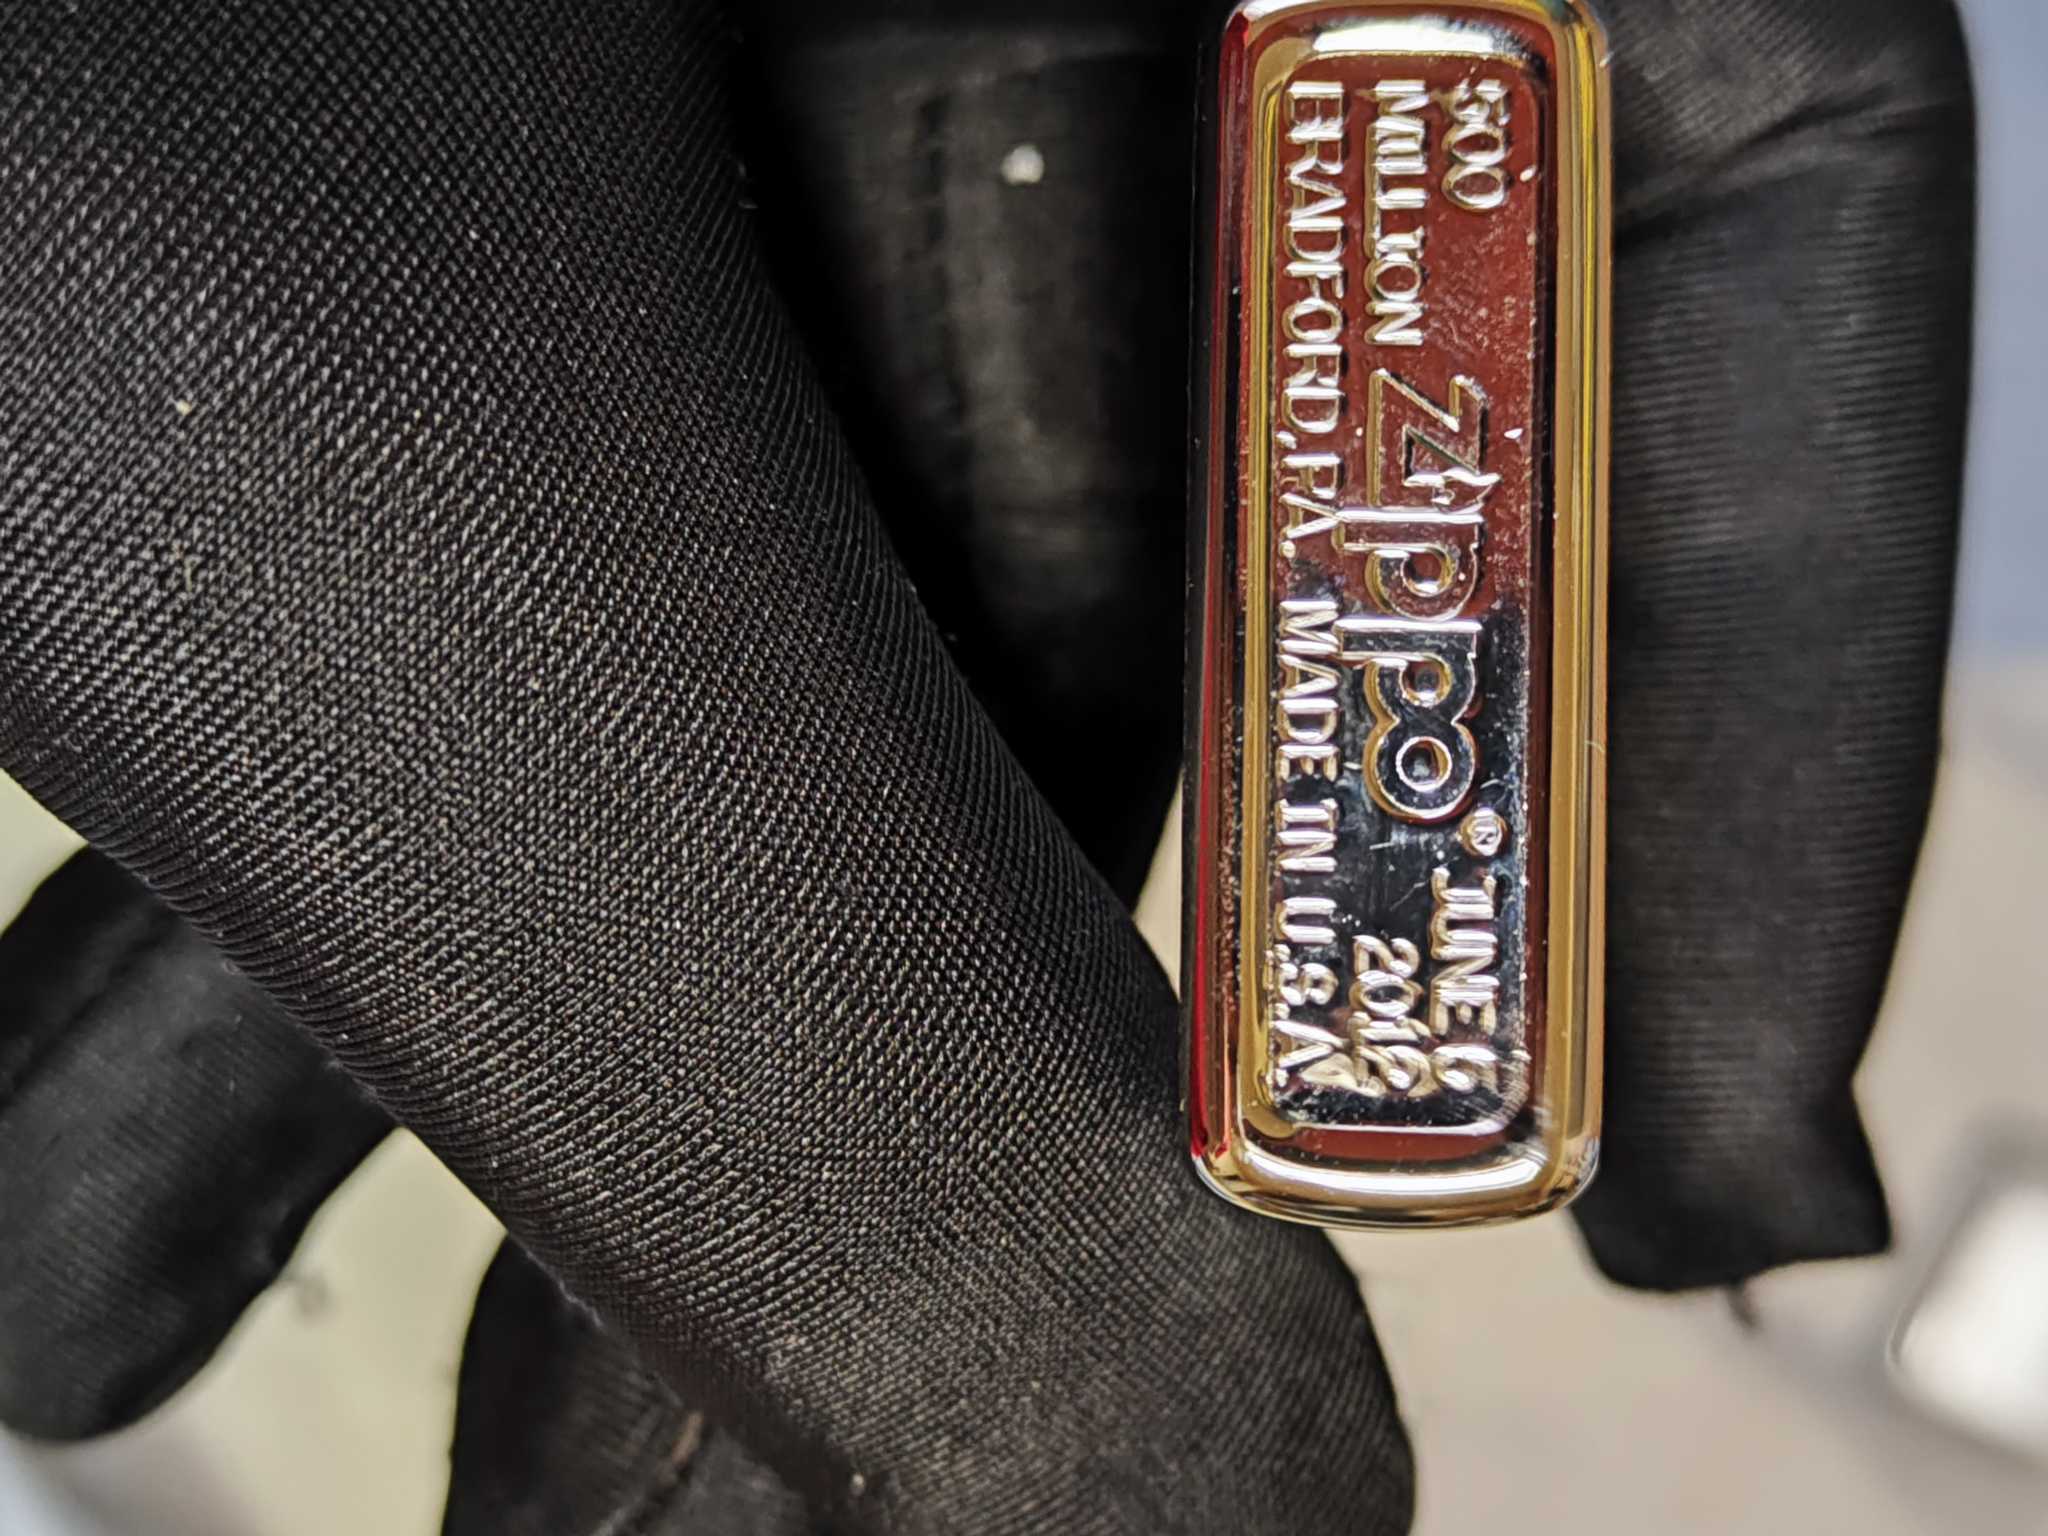 500 JUNE 5
MILLION Zippo ® 2012
BRADFORD, PA. MADE IN U.S.A.